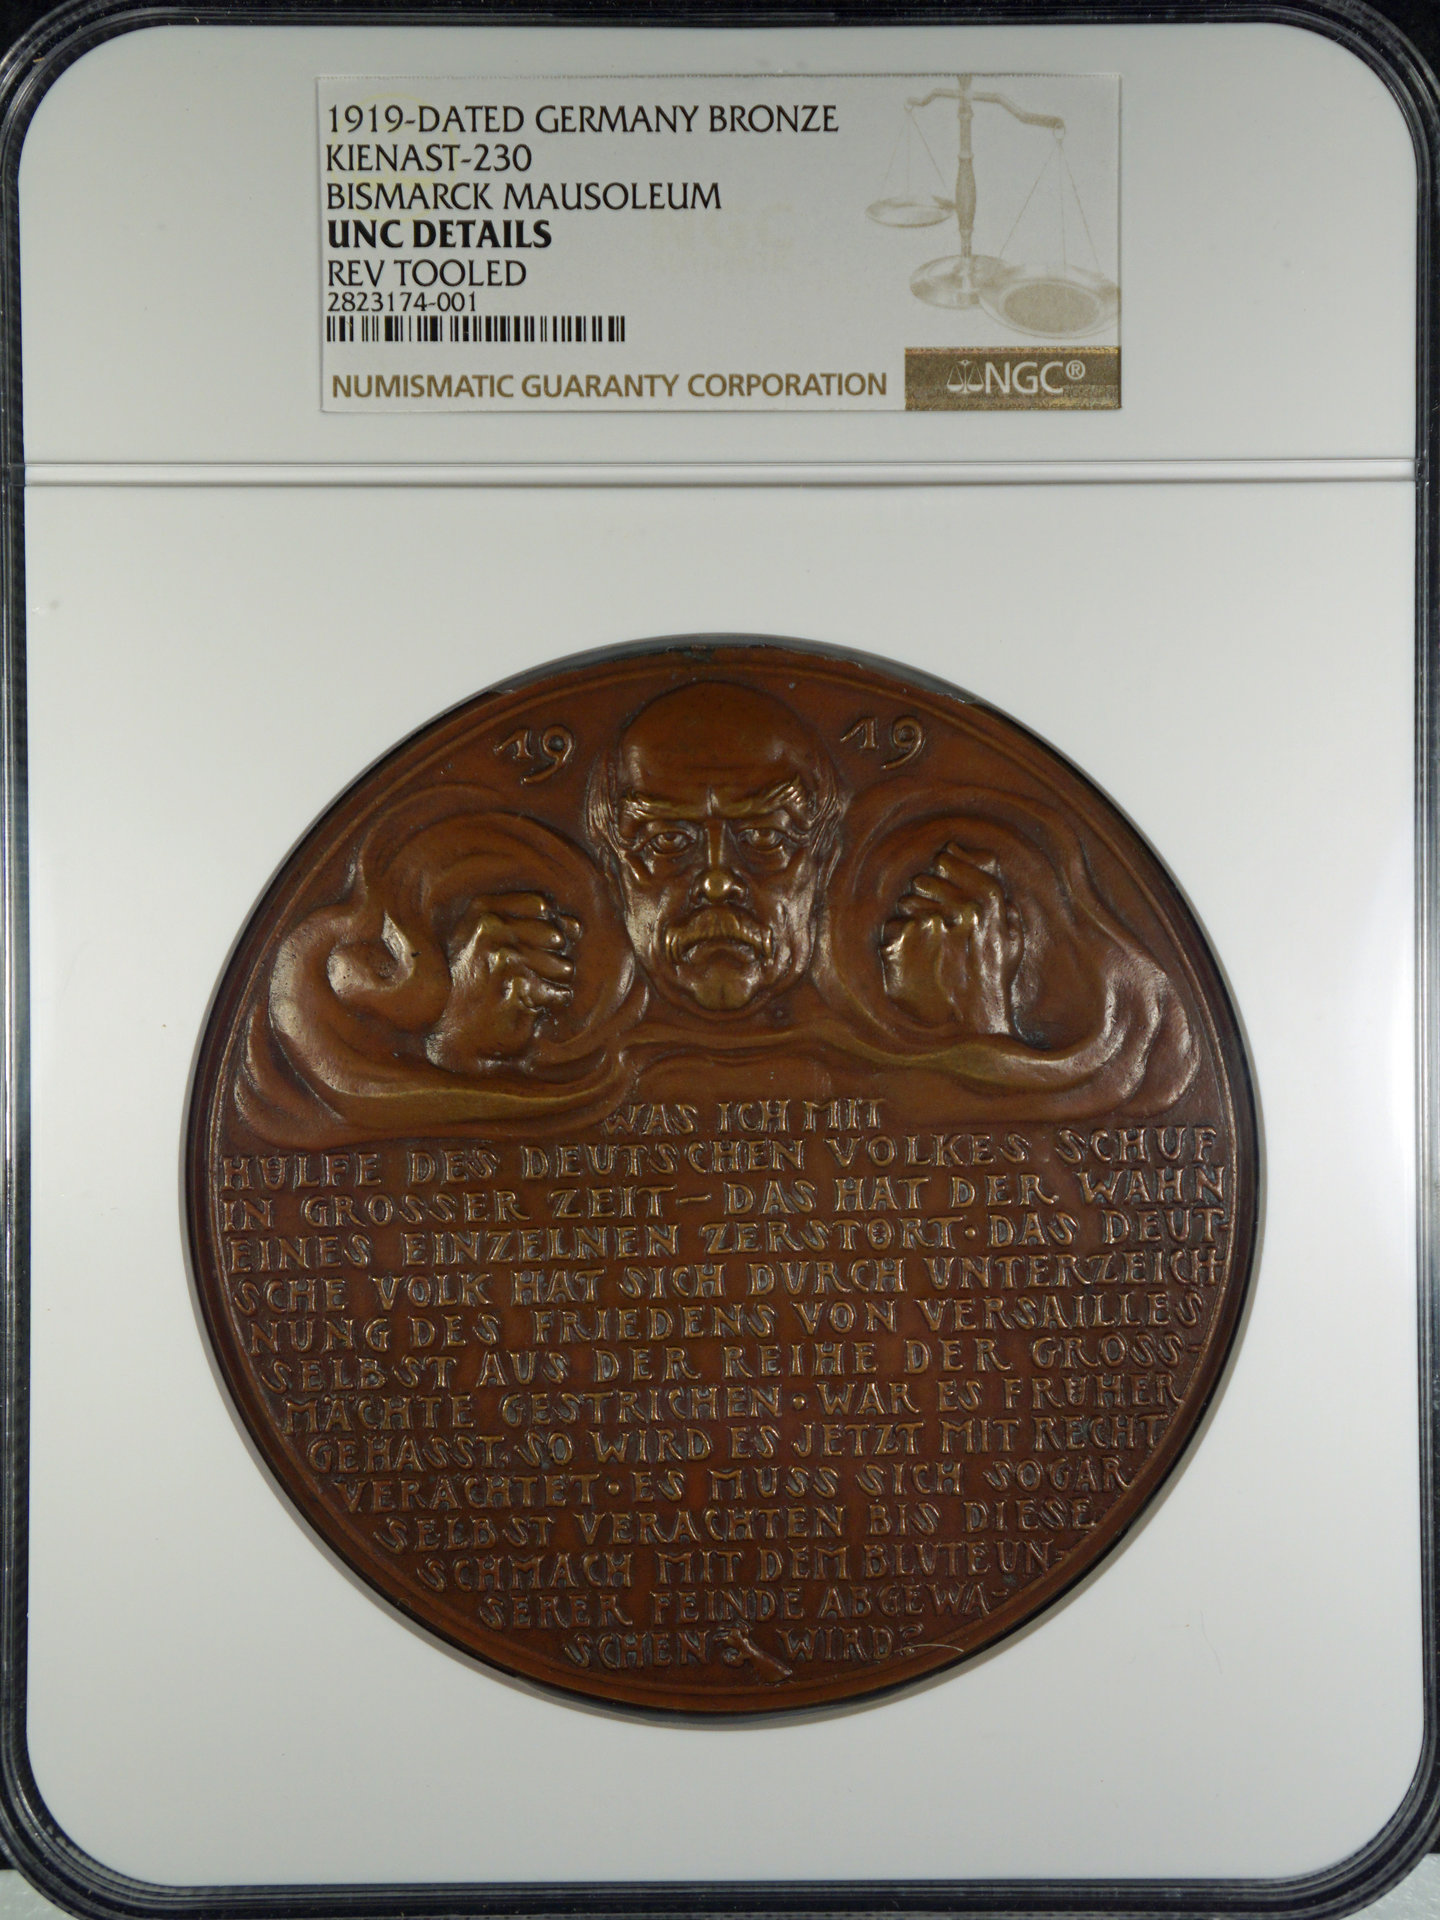 1919-DATED GERMANY BRONZE
KIENAST-230
BISMARCK MAUSOLEUM
UNC DETAILS
REV TOOLED
2823174-001
NUMISMATIC GUARANTY CORPORATION
NGC®
19 19
WAS ICH MIT
HÜLFE DES DEUTSCHEN VOLKES SCHUF
IN GROSSER ZEIT — DAS HAT DER WAHN
EINES EINZELNEN ZERSTÖRT · DAS DEUT
SCHE VOLK HAT SICH DURCH UNTERZEICH
NUNG DES FRIEDENS VON VERSAILLES
SELBST AUS DER REIHE DER GROSS-
MÄCHTE GESTRICHEN · WAR ES FRÜHER
GEHASST, SO WIRD ES JETZT MIT RECHT
VERACHTET · ES MUSS SICH SOGAR
SELBST VERACHTEN BIS DIESE
SCHMACH MIT DEM BLUTE UN-
SERER FEINDE ABGEWA-
SCHEN WIRD